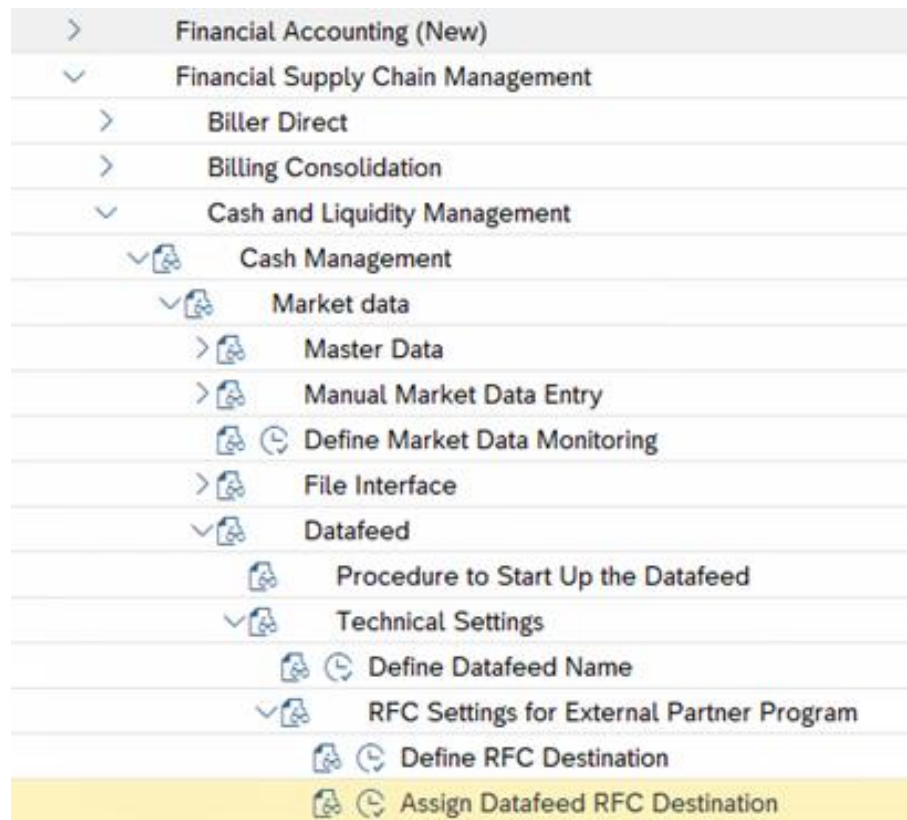 Financial Accounting (New)
Financial Supply Chain Management
Biller Direct
Billing Consolidation
Cash and Liquidity Management
Cash Management
Market data
Master Data
Manual Market Data Entry
Define Market Data Monitoring
File Interface
Datafeed
Procedure to Start Up the Datafeed
Technical Settings
Define Datafeed Name
RFC Settings for External Partner Program
Define RFC Destination
Assign Datafeed RFC Destination